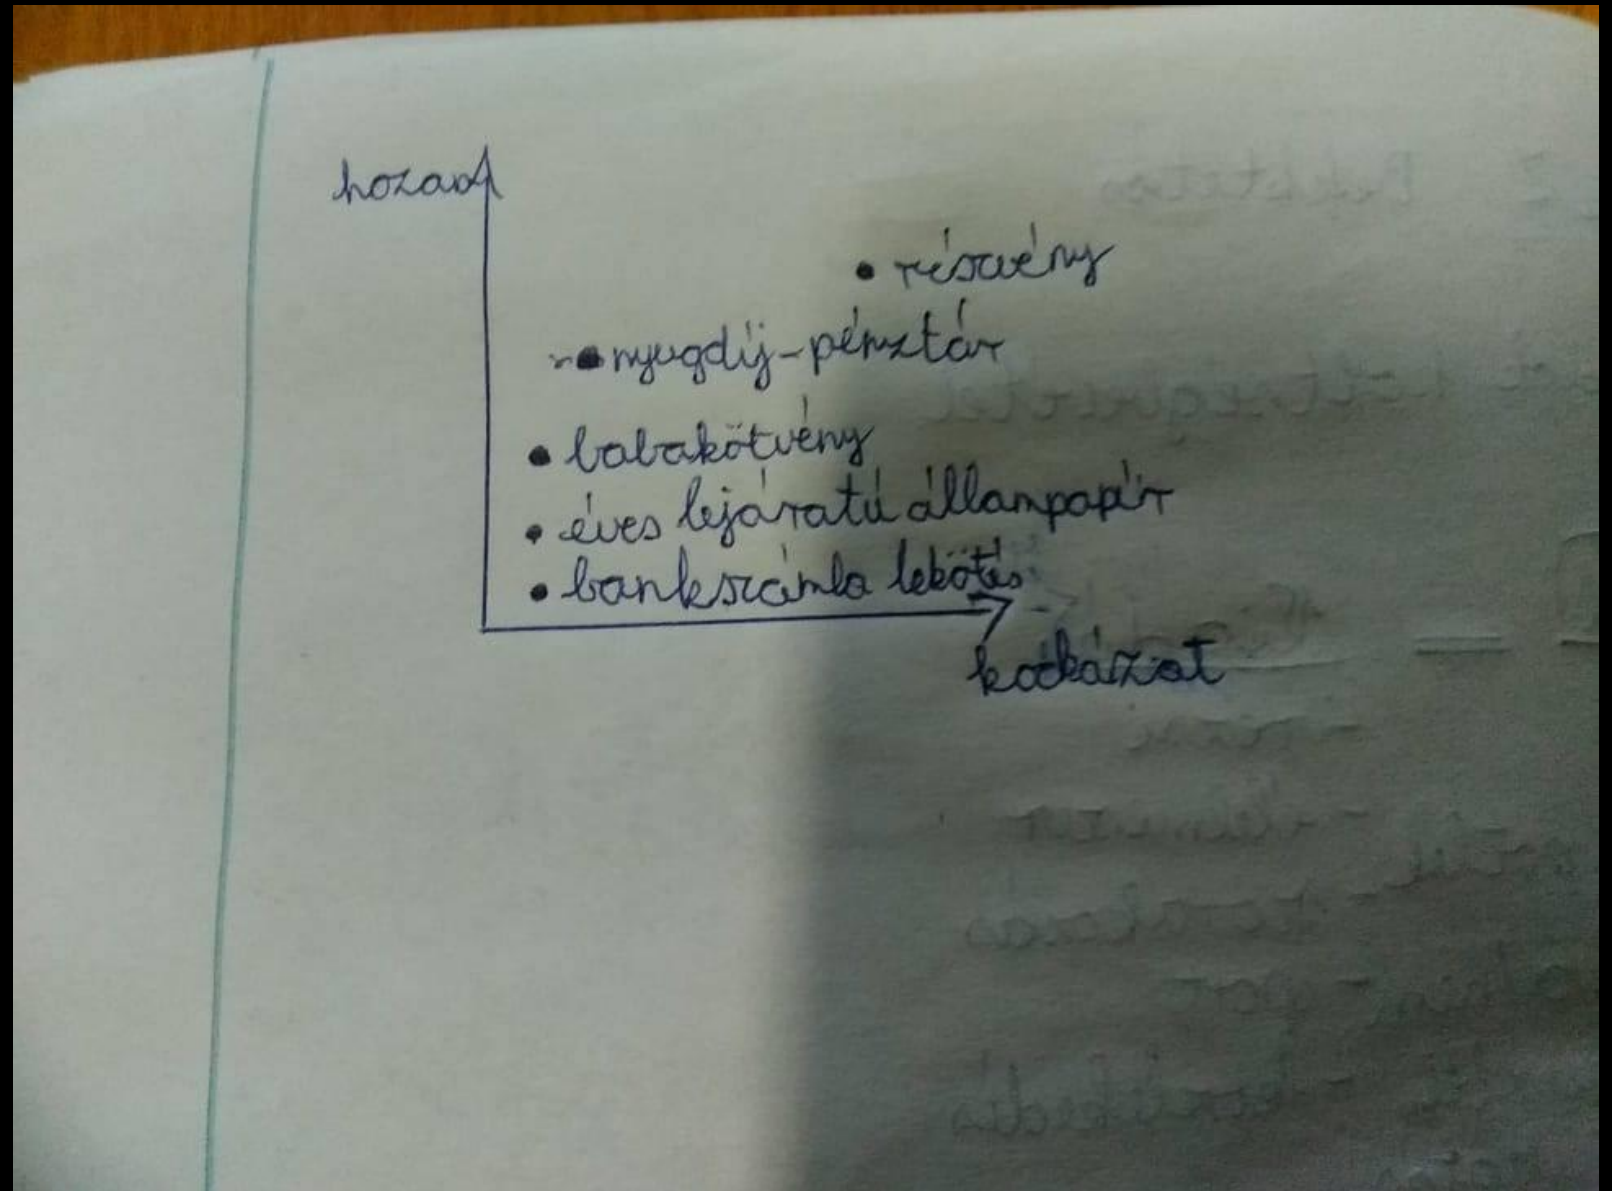 hozam
• részvény
• nyugdíj-pénztár
• babakötvény
• éves lejáratú állampapír
• bankszámla lekötés
kockázat